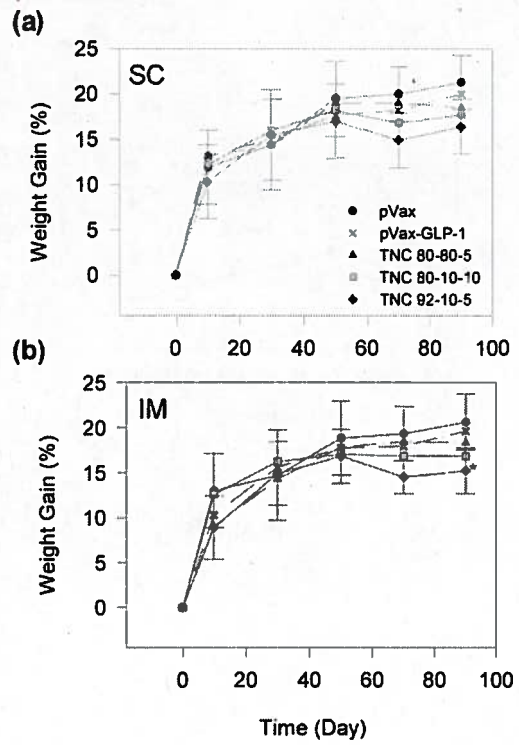 (a)
SC
25
20
15
10
5
0
Weight Gain (%)
pVax
pVax-GLP-1
TNC 80-80-5
TNC 80-10-10
TNC 92-10-5
0 20 40 60 80 100
(b)
IM
25
20
15
10
5
0
Weight Gain (%)
*
0 20 40 60 80 100
Time (Day)